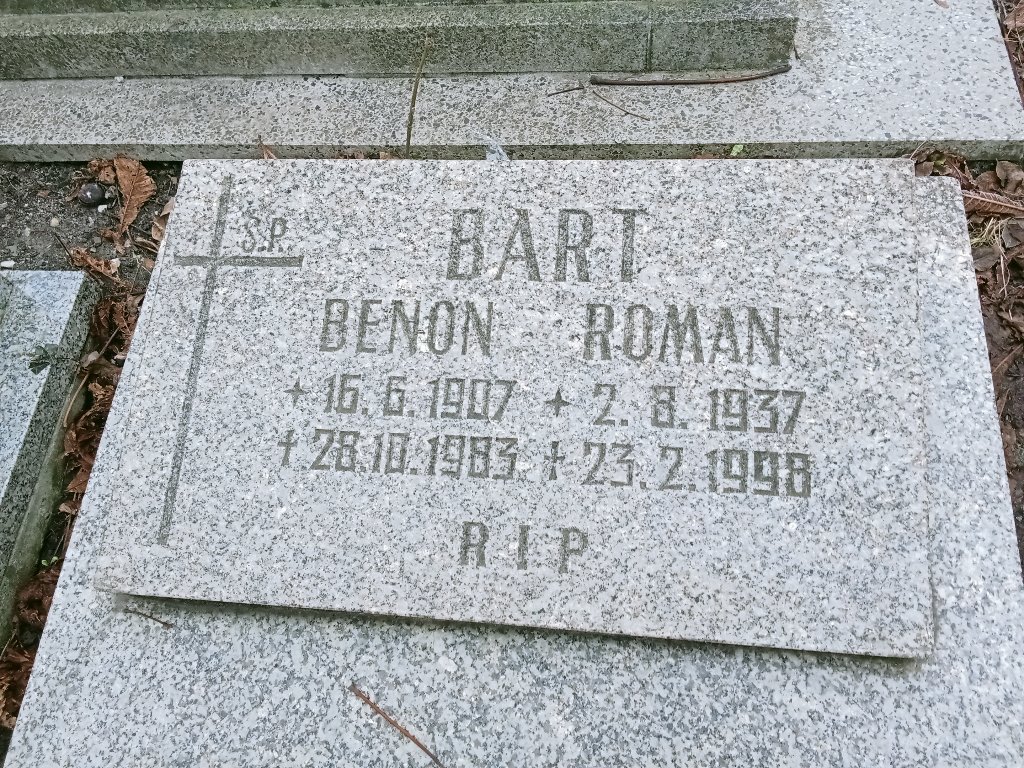 Ś.P.
BART
BENON ROMAN
✦ 16.6.1907 ✦ 2.8.1937
† 28.10.1983 † 23.2.1998
R I P